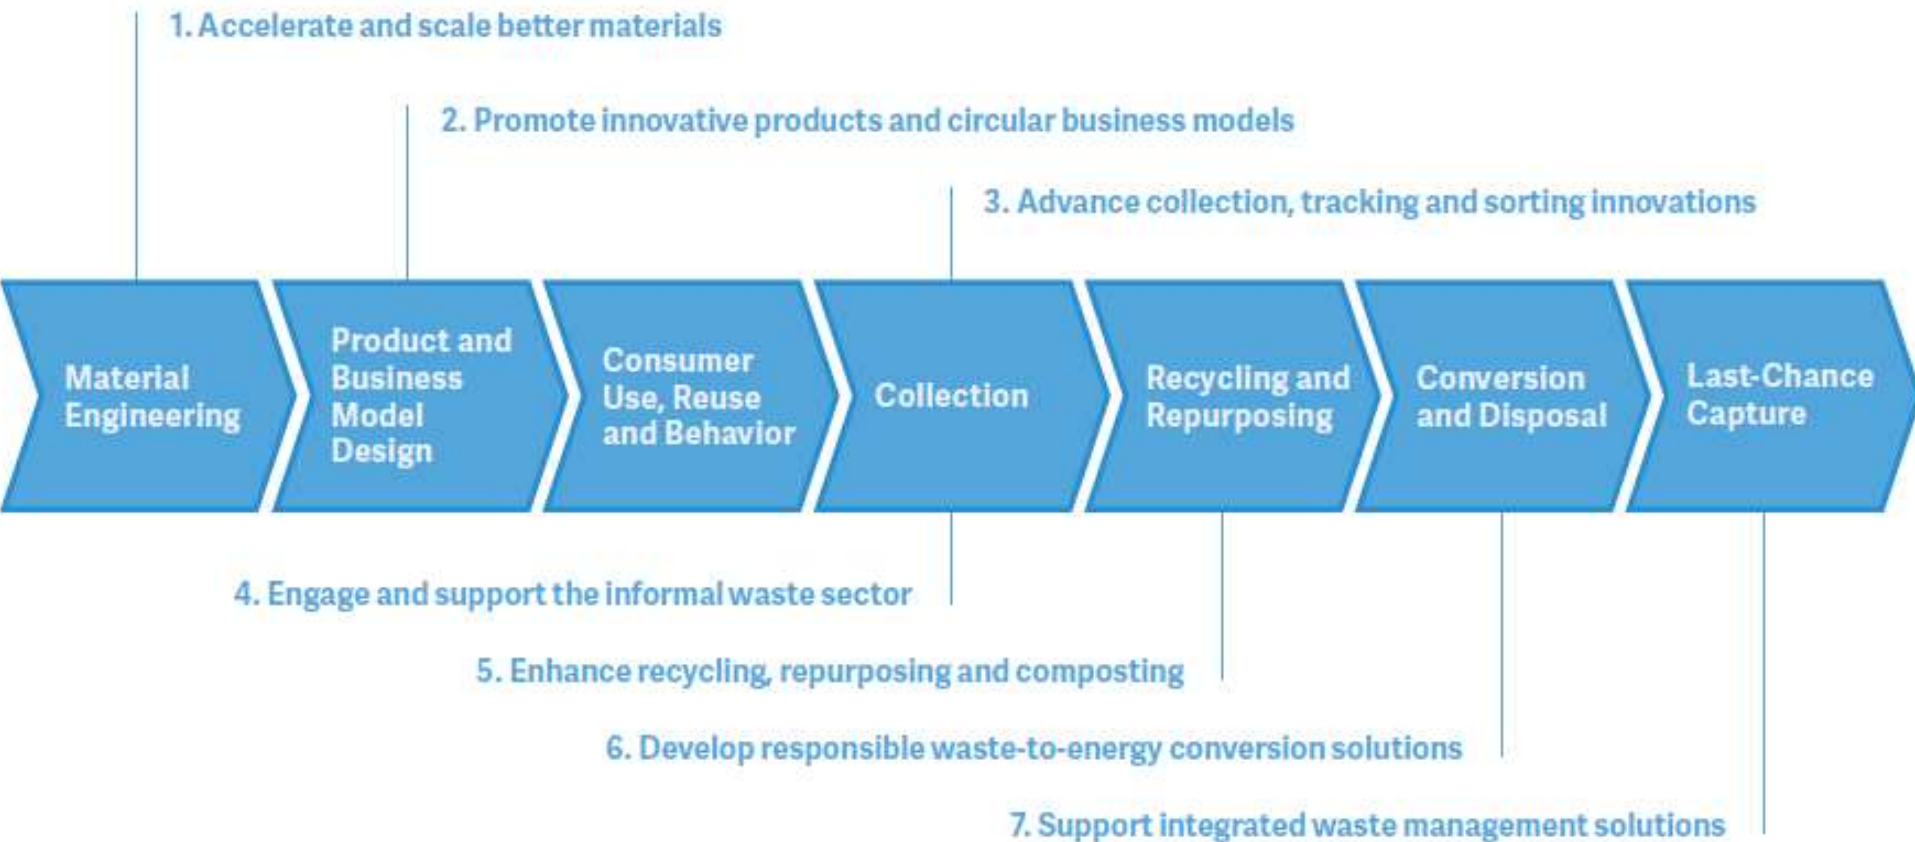 1. Accelerate and scale better materials
2. Promote innovative products and circular business models
3. Advance collection, tracking and sorting innovations
Material
Engineering
Product and
Business
Model
Design
Consumer
Use, Reuse
and Behavior
Collection
Recycling and
Repurposing
Conversion
and Disposal
Last-Chance
Capture
4. Engage and support the informal waste sector
5. Enhance recycling, repurposing and composting
6. Develop responsible waste-to-energy conversion solutions
7. Support integrated waste management solutions